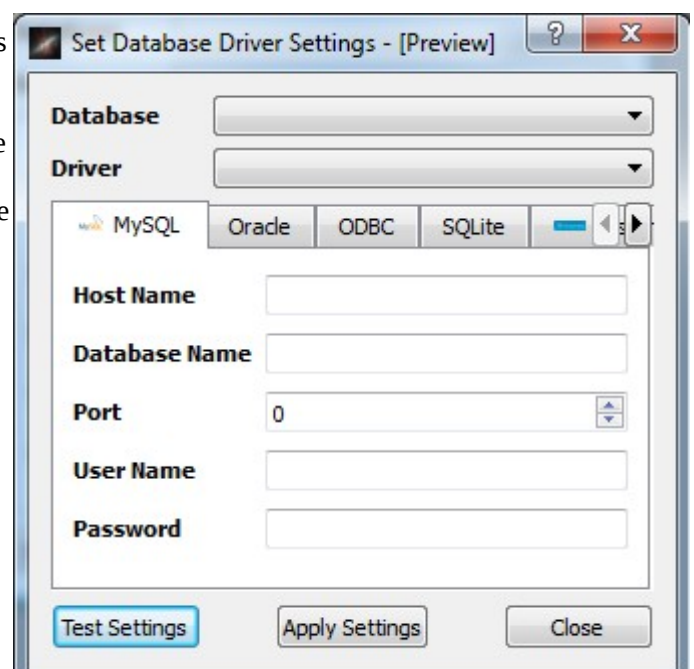 Set Database Driver Settings - [Preview]
s
Database
e
Driver
e
MySQL Oracle ODBC SQLite
Host Name
Database Name
Port 0
User Name
Password
Test Settings Apply Settings Close